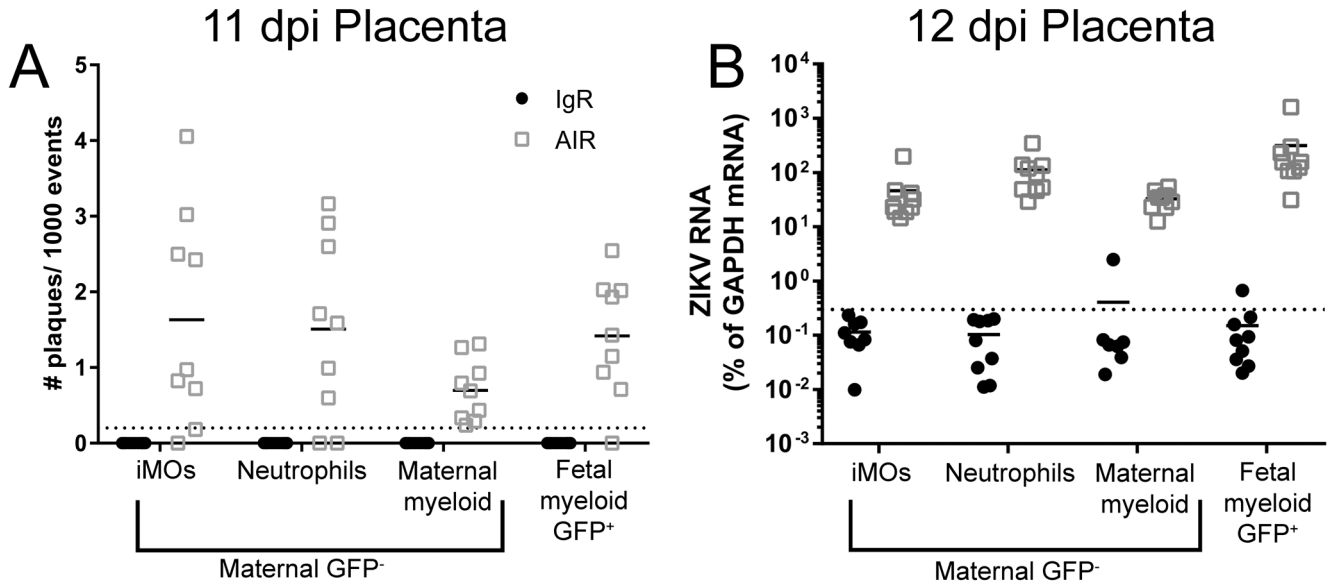 11 dpi Placenta
A
# plaques/ 1000 events
5
4
3
2
1
0
IgR
AIR
iMOs
Neutrophils
Maternal
myeloid
Fetal
myeloid
GFP⁺
Maternal GFP⁻
12 dpi Placenta
B
ZIKV RNA
(% of GAPDH mRNA)
10⁴
10³
10²
10¹
10⁰
10⁻¹
10⁻²
10⁻³
iMOs
Neutrophils
Maternal
myeloid
Fetal
myeloid
GFP⁺
Maternal GFP⁻